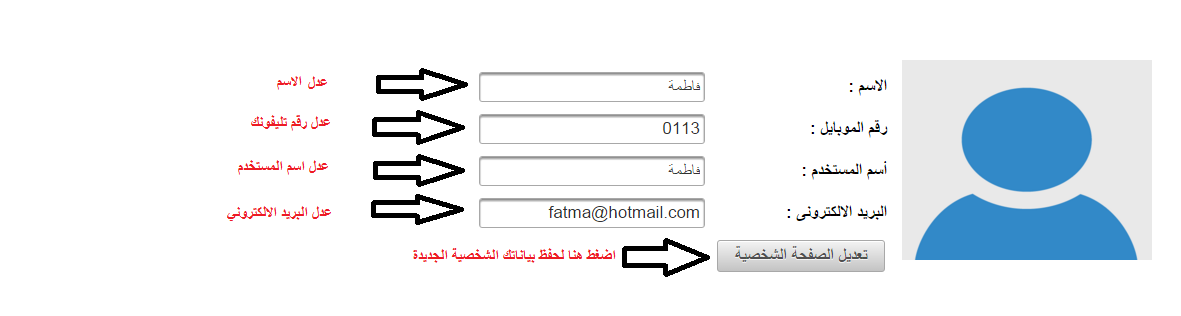 الاسم : فاطمة عدل الاسم
رقم الموبايل : 0113 عدل رقم تليفونك
أسم المستخدم : فاطمة عدل اسم المستخدم
البريد الالكترونى : fatma@hotmail.com عدل البريد الالكتروني
تعديل الصفحة الشخصية اضغط هنا لحفظ بياناتك الشخصية الجديدة